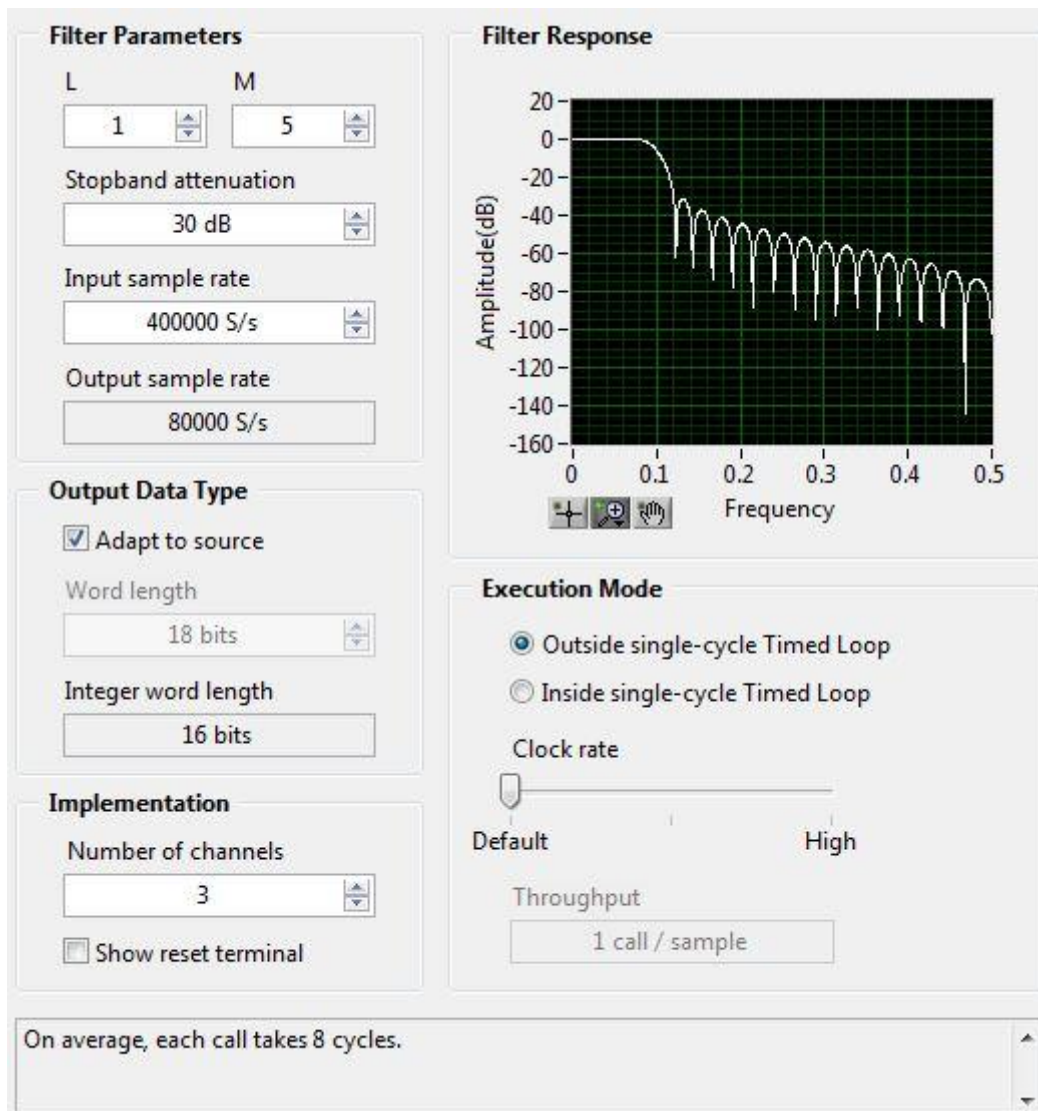 Filter Parameters
L M
1 5
Stopband attenuation
30 dB
Input sample rate
400000 S/s
Output sample rate
80000 S/s
Output Data Type
Adapt to source
Word length
18 bits
Integer word length
16 bits
Implementation
Number of channels
3
Show reset terminal
Filter Response
20
0
-20
-40
-60
-80
-100
-120
-140
-160
Amplitude(dB)
0 0.1 0.2 0.3 0.4 0.5
Frequency
Execution Mode
Outside single-cycle Timed Loop
Inside single-cycle Timed Loop
Clock rate
Default High
Throughput
1 call / sample
On average, each call takes 8 cycles.